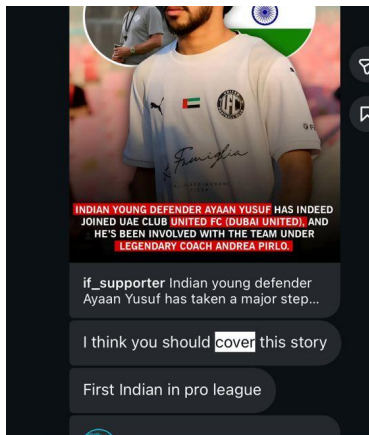 UFC
Famiglia
INDIAN YOUNG DEFENDER AYAAN YUSUF HAS INDEED
JOINED UAE CLUB UNITED FC (DUBAI UNITED), AND
HE'S BEEN INVOLVED WITH THE TEAM UNDER
LEGENDARY COACH ANDREA PIRLO.
if_supporter Indian young defender
Ayaan Yusuf has taken a major step...
I think you should cover this story
First Indian in pro league